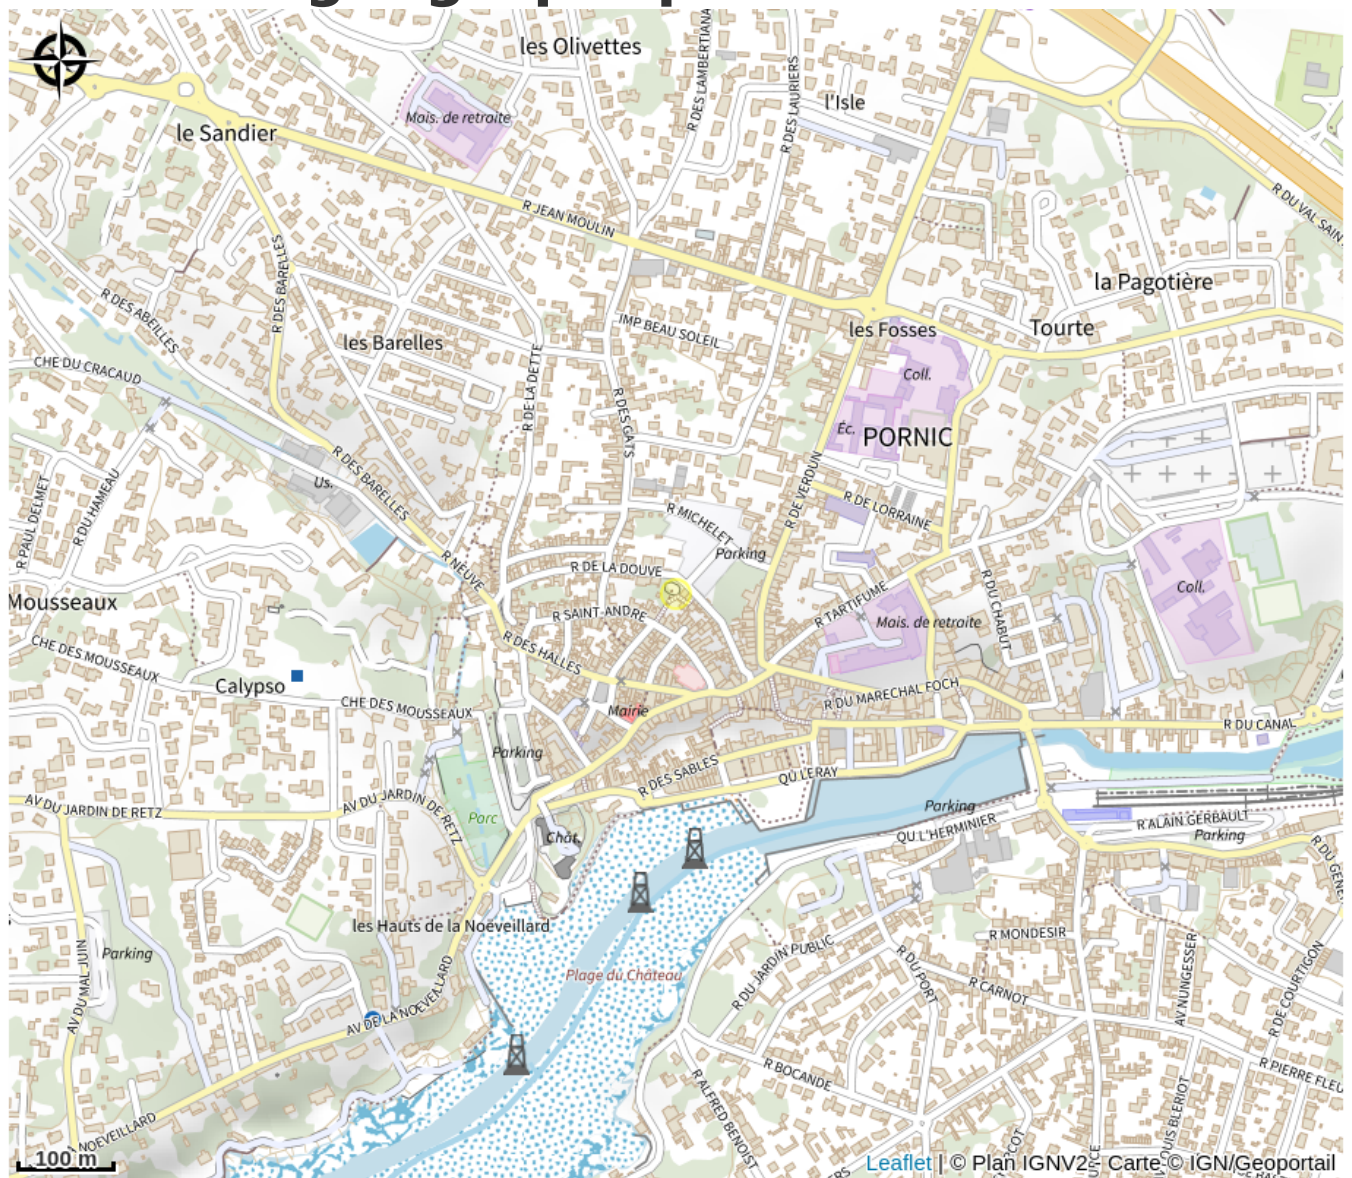 les Olivettes
R DES LAMBERTIANA
R DES LAURIERS
l'Isle
Mais. de retraite
le Sandier
R JEAN MOULIN
R DU VAL SAIN
R DES BARELLES
la Pagotière
R DES ABEILLES
IMP BEAU SOLEIL
les Fosses
Tourte
les Barelles
CHE DU CRACAUD
R DE LA DETTE
R DES GATS
Coll.
Éc.
PORNIC
R DES BARELLES
Us.
R PAUL DELMET
R DU HAMEAU
R DE VERDUN
R DE LORRAINE
R MICHELET
Parking
R NEUVE
R DE LA DOUVE
R DU CHABUT
Coll.
Mousseaux
R SAINT-ANDRE
R TARTIFUME
Mais. de retraite
R DES HALLES
CHE DES MOUSSEAUX
Calypso
CHE DES MOUSSEAUX
Mairie
R DU MARECHAL FOCH
R DU CANAL
Parking
R DES SABLES
QU LERAY
AV DU JARDIN DE RETZ
AV DU JARDIN DE RETZ
Parc
Chât.
Parking
QU L'HERMINIER
R ALAIN GERBAULT
Parking
R DU GENE
les Hauts de la Noëveillard
Parking
R MONDESIR
Plage du Château
R DU JARDIN PUBLIC
R DU PORT
R CARNOT
AV NUNGESSER
R DE COURTIGON
AV DU MAL JUIN
AV DE LA NOEVEILLARD
R BOCANDE
R PIERRE FLEU
R ALFRED BENOIST
NOEVEILLARD
LOUIS BLERIOT
100 m
Leaflet | © Plan IGNV2 - Carte © IGN/Geoportail